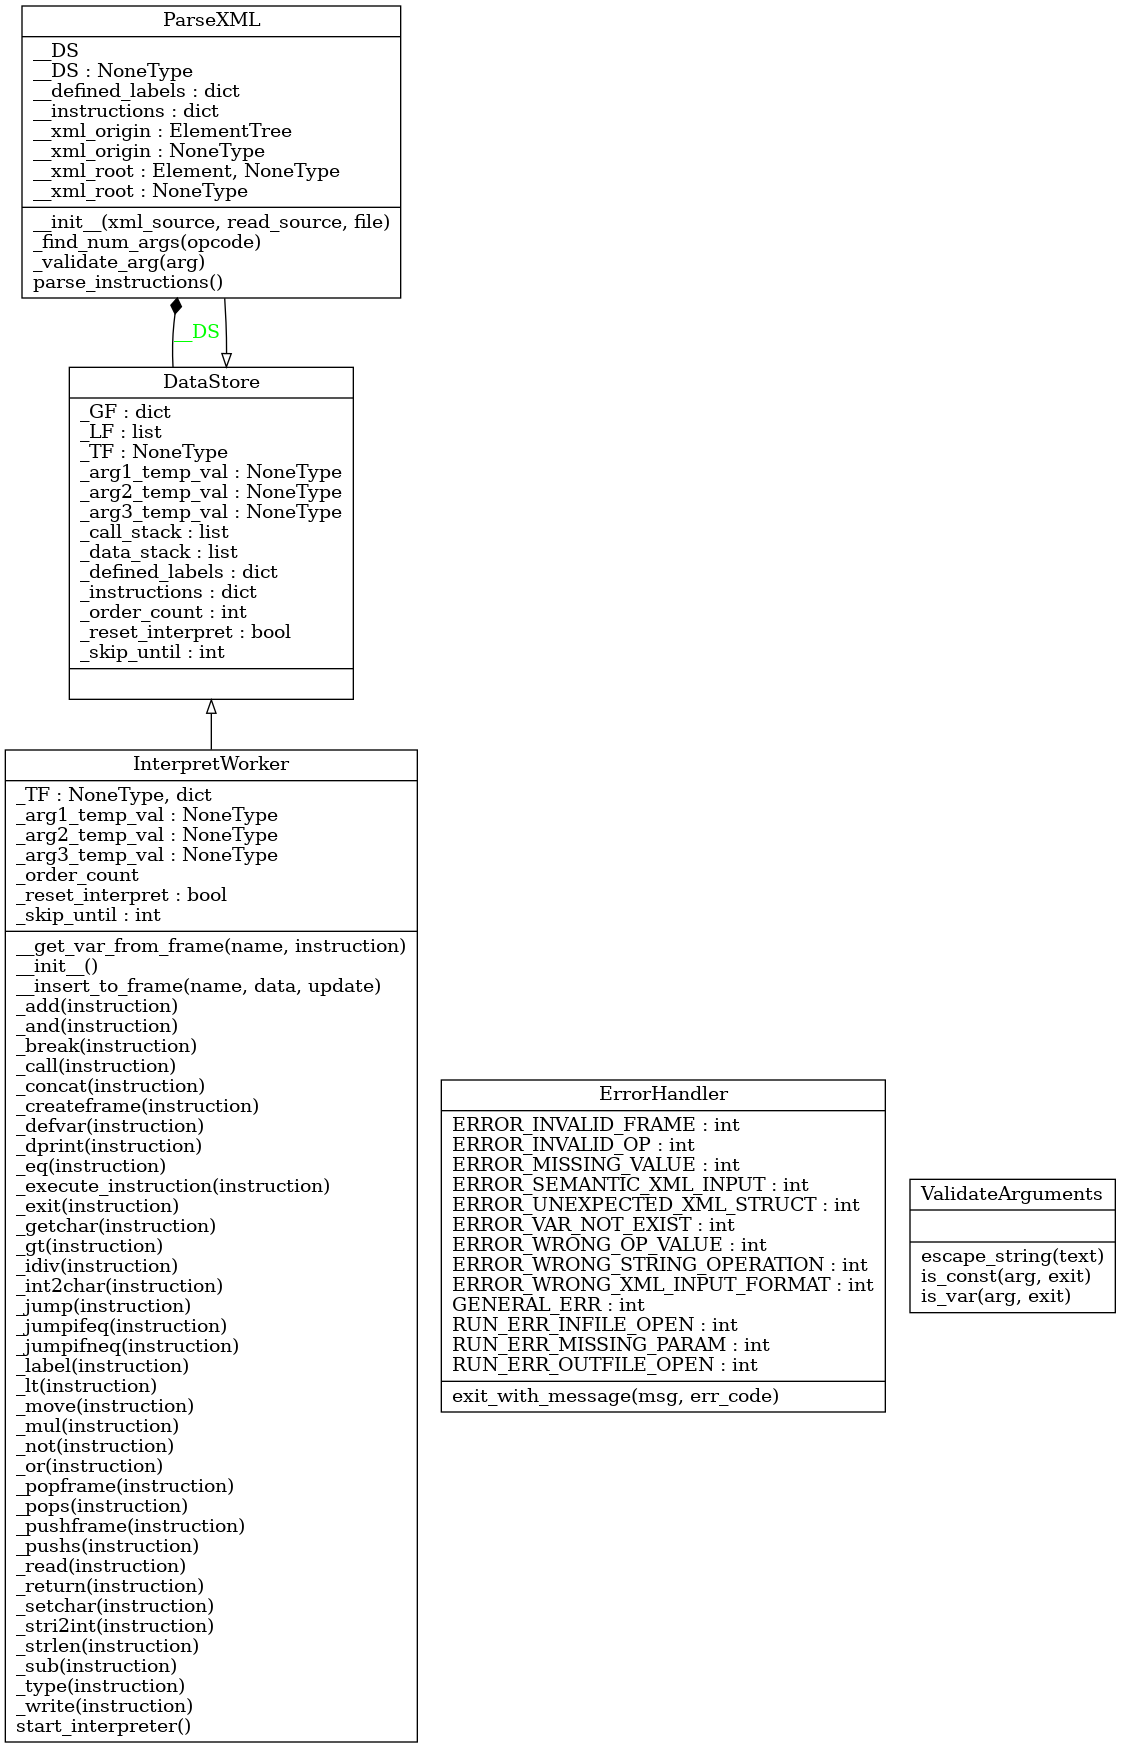 ParseXML
__DS
__DS : NoneType
__defined_labels : dict
__instructions : dict
__xml_origin : ElementTree
__xml_origin : NoneType
__xml_root : Element, NoneType
__xml_root : NoneType
__init__(xml_source, read_source, file)
_find_num_args(opcode)
_validate_arg(arg)
parse_instructions()
__DS
DataStore
_GF : dict
_LF : list
_TF : NoneType
_arg1_temp_val : NoneType
_arg2_temp_val : NoneType
_arg3_temp_val : NoneType
_call_stack : list
_data_stack : list
_defined_labels : dict
_instructions : dict
_order_count : int
_reset_interpret : bool
_skip_until : int
InterpretWorker
_TF : NoneType, dict
_arg1_temp_val : NoneType
_arg2_temp_val : NoneType
_arg3_temp_val : NoneType
_order_count
_reset_interpret : bool
_skip_until : int
__get_var_from_frame(name, instruction)
__init__()
__insert_to_frame(name, data, update)
_add(instruction)
_and(instruction)
_break(instruction)
_call(instruction)
_concat(instruction)
_createframe(instruction)
_defvar(instruction)
_dprint(instruction)
_eq(instruction)
_execute_instruction(instruction)
_exit(instruction)
_getchar(instruction)
_gt(instruction)
_idiv(instruction)
_int2char(instruction)
_jump(instruction)
_jumpifeq(instruction)
_jumpifneq(instruction)
_label(instruction)
_lt(instruction)
_move(instruction)
_mul(instruction)
_not(instruction)
_or(instruction)
_popframe(instruction)
_pops(instruction)
_pushframe(instruction)
_pushs(instruction)
_read(instruction)
_return(instruction)
_setchar(instruction)
_stri2int(instruction)
_strlen(instruction)
_sub(instruction)
_type(instruction)
_write(instruction)
start_interpreter()
ErrorHandler
ERROR_INVALID_FRAME : int
ERROR_INVALID_OP : int
ERROR_MISSING_VALUE : int
ERROR_SEMANTIC_XML_INPUT : int
ERROR_UNEXPECTED_XML_STRUCT : int
ERROR_VAR_NOT_EXIST : int
ERROR_WRONG_OP_VALUE : int
ERROR_WRONG_STRING_OPERATION : int
ERROR_WRONG_XML_INPUT_FORMAT : int
GENERAL_ERR : int
RUN_ERR_INFILE_OPEN : int
RUN_ERR_MISSING_PARAM : int
RUN_ERR_OUTFILE_OPEN : int
exit_with_message(msg, err_code)
ValidateArguments
escape_string(text)
is_const(arg, exit)
is_var(arg, exit)